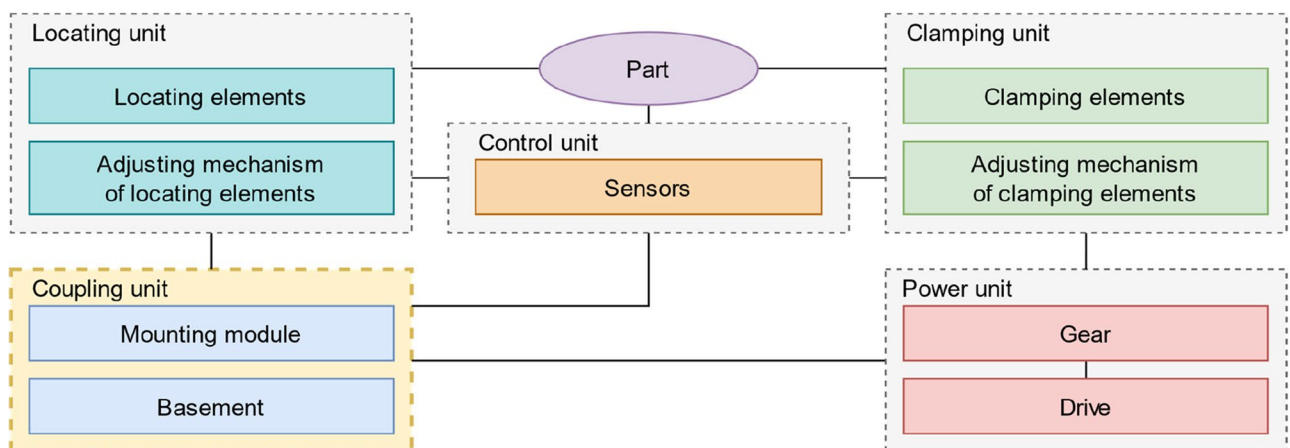 Locating unit
Locating elements
Adjusting mechanism
of locating elements
Part
Control unit
Sensors
Clamping unit
Clamping elements
Adjusting mechanism
of clamping elements
Coupling unit
Mounting module
Basement
Power unit
Gear
Drive